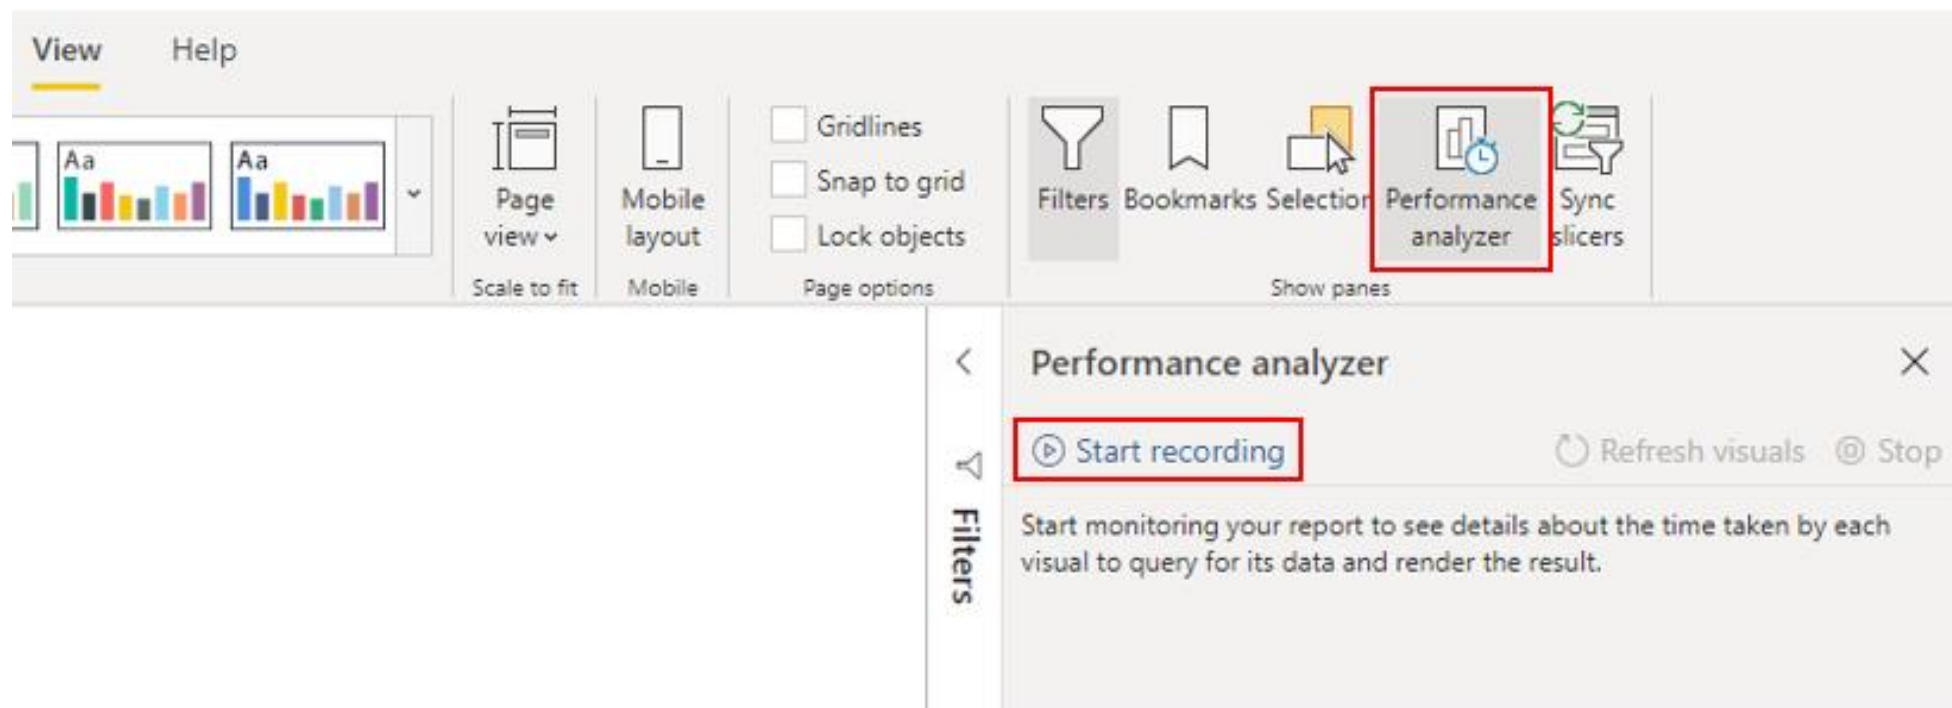 View Help
Aa Aa
Gridlines
Snap to grid
Lock objects
Page view
Mobile layout
Filters Bookmarks Selection Performance analyzer Sync slicers
Scale to fit Mobile Page options Show panes
Performance analyzer
Start recording Refresh visuals Stop
Filters
Start monitoring your report to see details about the time taken by each
visual to query for its data and render the result.